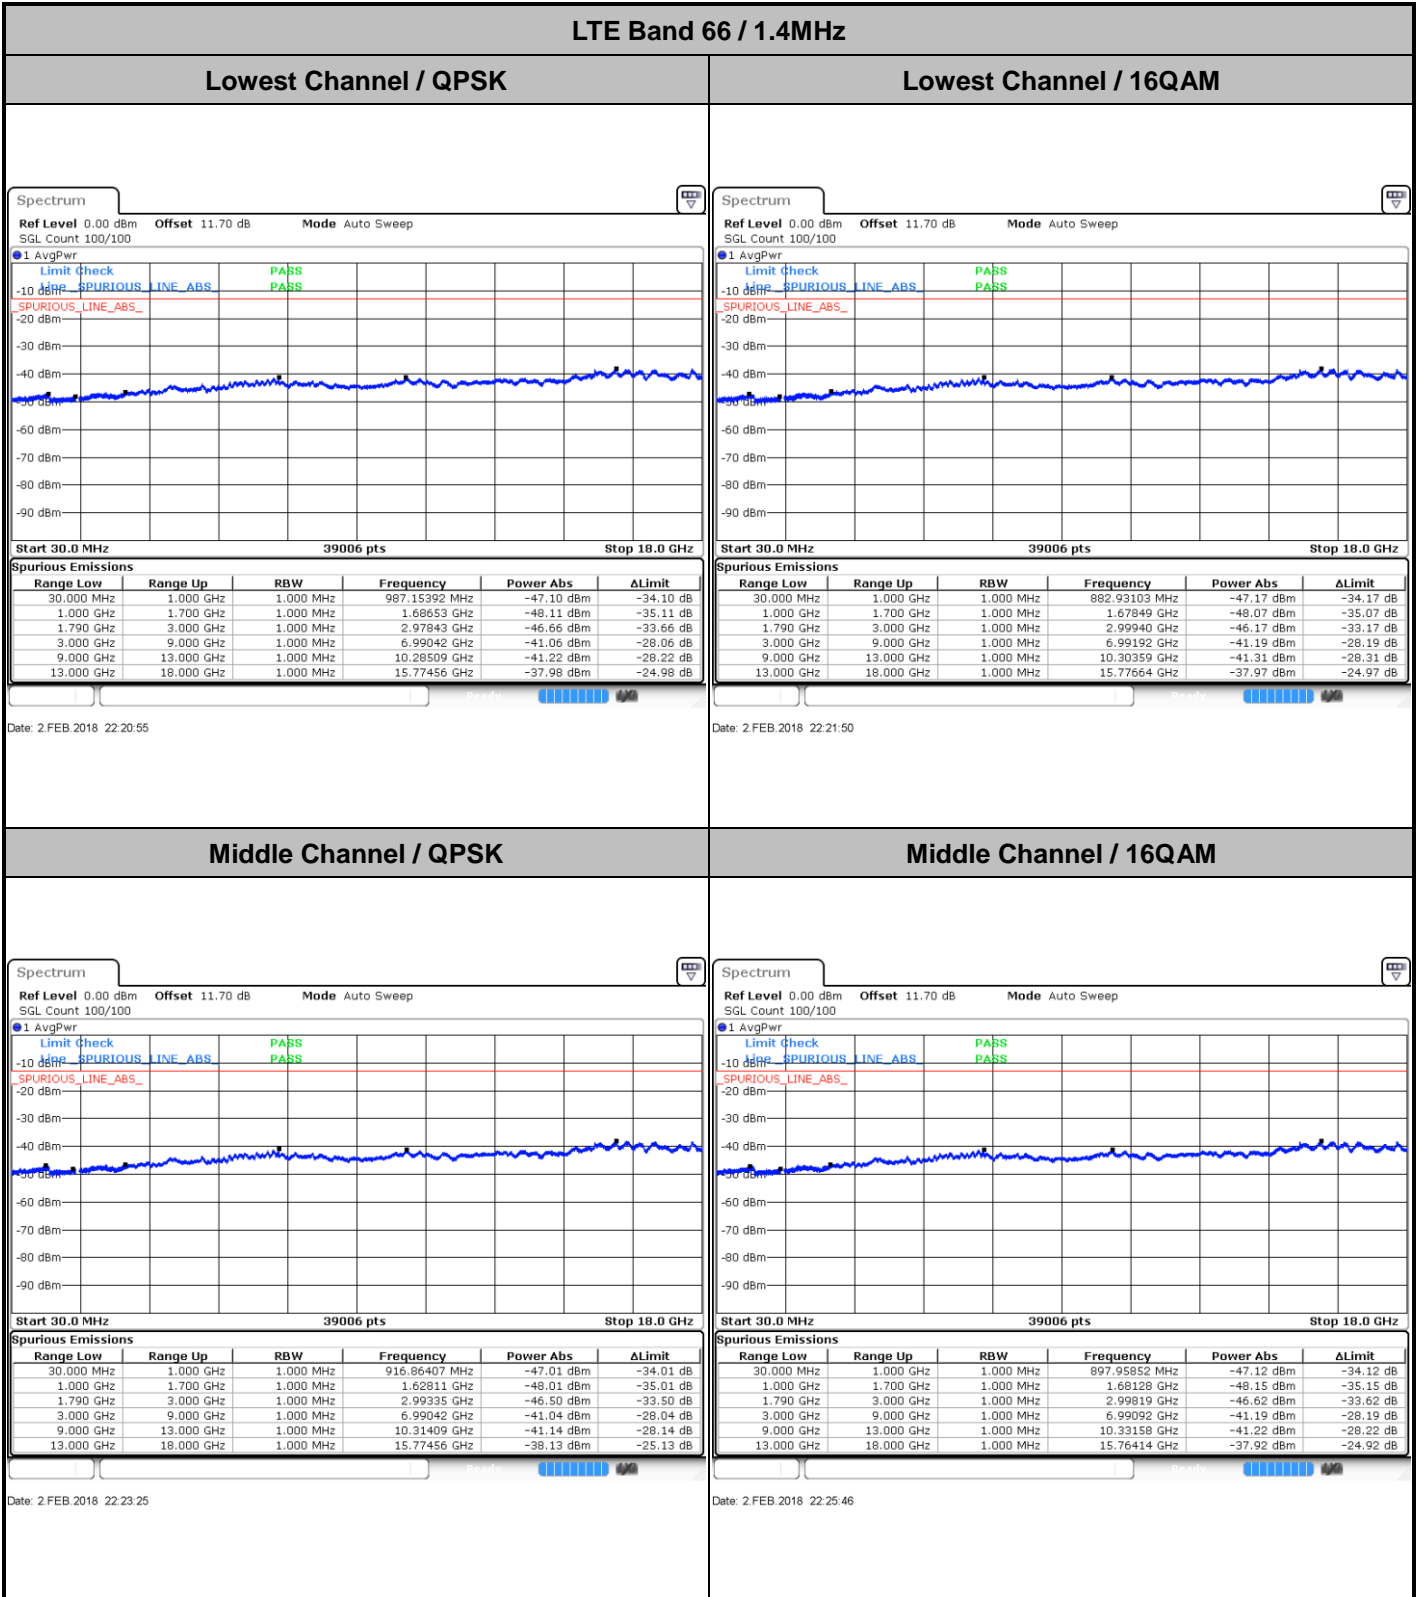 LTE Band 66 / 1.4MHz
Lowest Channel / QPSK
Lowest Channel / 16QAM
Spectrum
Ref Level 0.00 dBm Offset 11.70 dB Mode Auto Sweep
SGL Count 100/100
1 AvgPwr
Limit Check PASS
Line _SPURIOUS_LINE_ABS_ PASS
-10 dBm
_SPURIOUS_LINE_ABS_
-20 dBm
-30 dBm
-40 dBm
-50 dBm
-60 dBm
-70 dBm
-80 dBm
-90 dBm
Start 30.0 MHz 39006 pts Stop 18.0 GHz
Spurious Emissions
Range Low Range Up RBW Frequency Power Abs ΔLimit
30.000 MHz 1.000 GHz 1.000 MHz 987.15392 MHz -47.10 dBm -34.10 dB
1.000 GHz 1.700 GHz 1.000 MHz 1.68653 GHz -48.11 dBm -35.11 dB
1.790 GHz 3.000 GHz 1.000 MHz 2.97843 GHz -46.66 dBm -33.66 dB
3.000 GHz 9.000 GHz 1.000 MHz 6.99042 GHz -41.06 dBm -28.06 dB
9.000 GHz 13.000 GHz 1.000 MHz 10.28509 GHz -41.22 dBm -28.22 dB
13.000 GHz 18.000 GHz 1.000 MHz 15.77456 GHz -37.98 dBm -24.98 dB
Ready
Date: 2.FEB.2018 22:20:55
Spectrum
Ref Level 0.00 dBm Offset 11.70 dB Mode Auto Sweep
SGL Count 100/100
1 AvgPwr
Limit Check PASS
Line _SPURIOUS_LINE_ABS_ PASS
-10 dBm
_SPURIOUS_LINE_ABS_
-20 dBm
-30 dBm
-40 dBm
-50 dBm
-60 dBm
-70 dBm
-80 dBm
-90 dBm
Start 30.0 MHz 39006 pts Stop 18.0 GHz
Spurious Emissions
Range Low Range Up RBW Frequency Power Abs ΔLimit
30.000 MHz 1.000 GHz 1.000 MHz 882.93103 MHz -47.17 dBm -34.17 dB
1.000 GHz 1.700 GHz 1.000 MHz 1.67849 GHz -48.07 dBm -35.07 dB
1.790 GHz 3.000 GHz 1.000 MHz 2.99940 GHz -46.17 dBm -33.17 dB
3.000 GHz 9.000 GHz 1.000 MHz 6.99192 GHz -41.19 dBm -28.19 dB
9.000 GHz 13.000 GHz 1.000 MHz 10.30359 GHz -41.31 dBm -28.31 dB
13.000 GHz 18.000 GHz 1.000 MHz 15.77664 GHz -37.97 dBm -24.97 dB
Ready
Date: 2.FEB.2018 22:21:50
Middle Channel / QPSK
Middle Channel / 16QAM
Spectrum
Ref Level 0.00 dBm Offset 11.70 dB Mode Auto Sweep
SGL Count 100/100
1 AvgPwr
Limit Check PASS
Line _SPURIOUS_LINE_ABS_ PASS
-10 dBm
_SPURIOUS_LINE_ABS_
-20 dBm
-30 dBm
-40 dBm
-50 dBm
-60 dBm
-70 dBm
-80 dBm
-90 dBm
Start 30.0 MHz 39006 pts Stop 18.0 GHz
Spurious Emissions
Range Low Range Up RBW Frequency Power Abs ΔLimit
30.000 MHz 1.000 GHz 1.000 MHz 916.86407 MHz -47.01 dBm -34.01 dB
1.000 GHz 1.700 GHz 1.000 MHz 1.62811 GHz -48.01 dBm -35.01 dB
1.790 GHz 3.000 GHz 1.000 MHz 2.99335 GHz -46.50 dBm -33.50 dB
3.000 GHz 9.000 GHz 1.000 MHz 6.99042 GHz -41.04 dBm -28.04 dB
9.000 GHz 13.000 GHz 1.000 MHz 10.31409 GHz -41.14 dBm -28.14 dB
13.000 GHz 18.000 GHz 1.000 MHz 15.77456 GHz -38.13 dBm -25.13 dB
Ready
Date: 2.FEB.2018 22:23:25
Spectrum
Ref Level 0.00 dBm Offset 11.70 dB Mode Auto Sweep
SGL Count 100/100
1 AvgPwr
Limit Check PASS
Line _SPURIOUS_LINE_ABS_ PASS
-10 dBm
_SPURIOUS_LINE_ABS_
-20 dBm
-30 dBm
-40 dBm
-50 dBm
-60 dBm
-70 dBm
-80 dBm
-90 dBm
Start 30.0 MHz 39006 pts Stop 18.0 GHz
Spurious Emissions
Range Low Range Up RBW Frequency Power Abs ΔLimit
30.000 MHz 1.000 GHz 1.000 MHz 897.95852 MHz -47.12 dBm -34.12 dB
1.000 GHz 1.700 GHz 1.000 MHz 1.68128 GHz -48.15 dBm -35.15 dB
1.790 GHz 3.000 GHz 1.000 MHz 2.99819 GHz -46.62 dBm -33.62 dB
3.000 GHz 9.000 GHz 1.000 MHz 6.99092 GHz -41.19 dBm -28.19 dB
9.000 GHz 13.000 GHz 1.000 MHz 10.33158 GHz -41.22 dBm -28.22 dB
13.000 GHz 18.000 GHz 1.000 MHz 15.76414 GHz -37.92 dBm -24.92 dB
Ready
Date: 2.FEB.2018 22:25:46